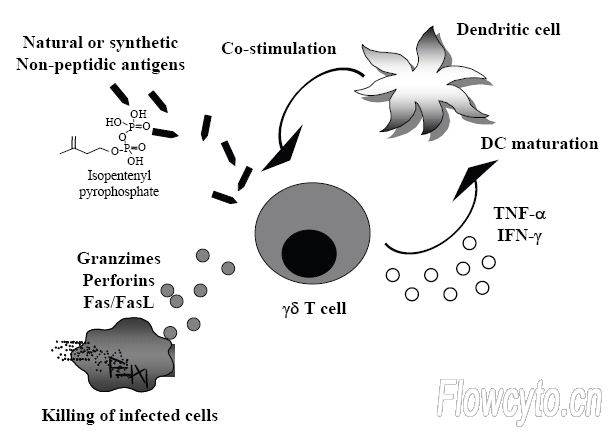 Natural or synthetic
Non-peptidic antigens
Co-stimulation
Dendritic cell
OH
HO P=O
O
O P=O
OH
Isopentenyl
pyrophosphate
DC maturation
TNF-α
IFN-γ
Granzimes
Perforins
Fas/FasL
γδ T cell
Killing of infected cells
Flowcyto.cn